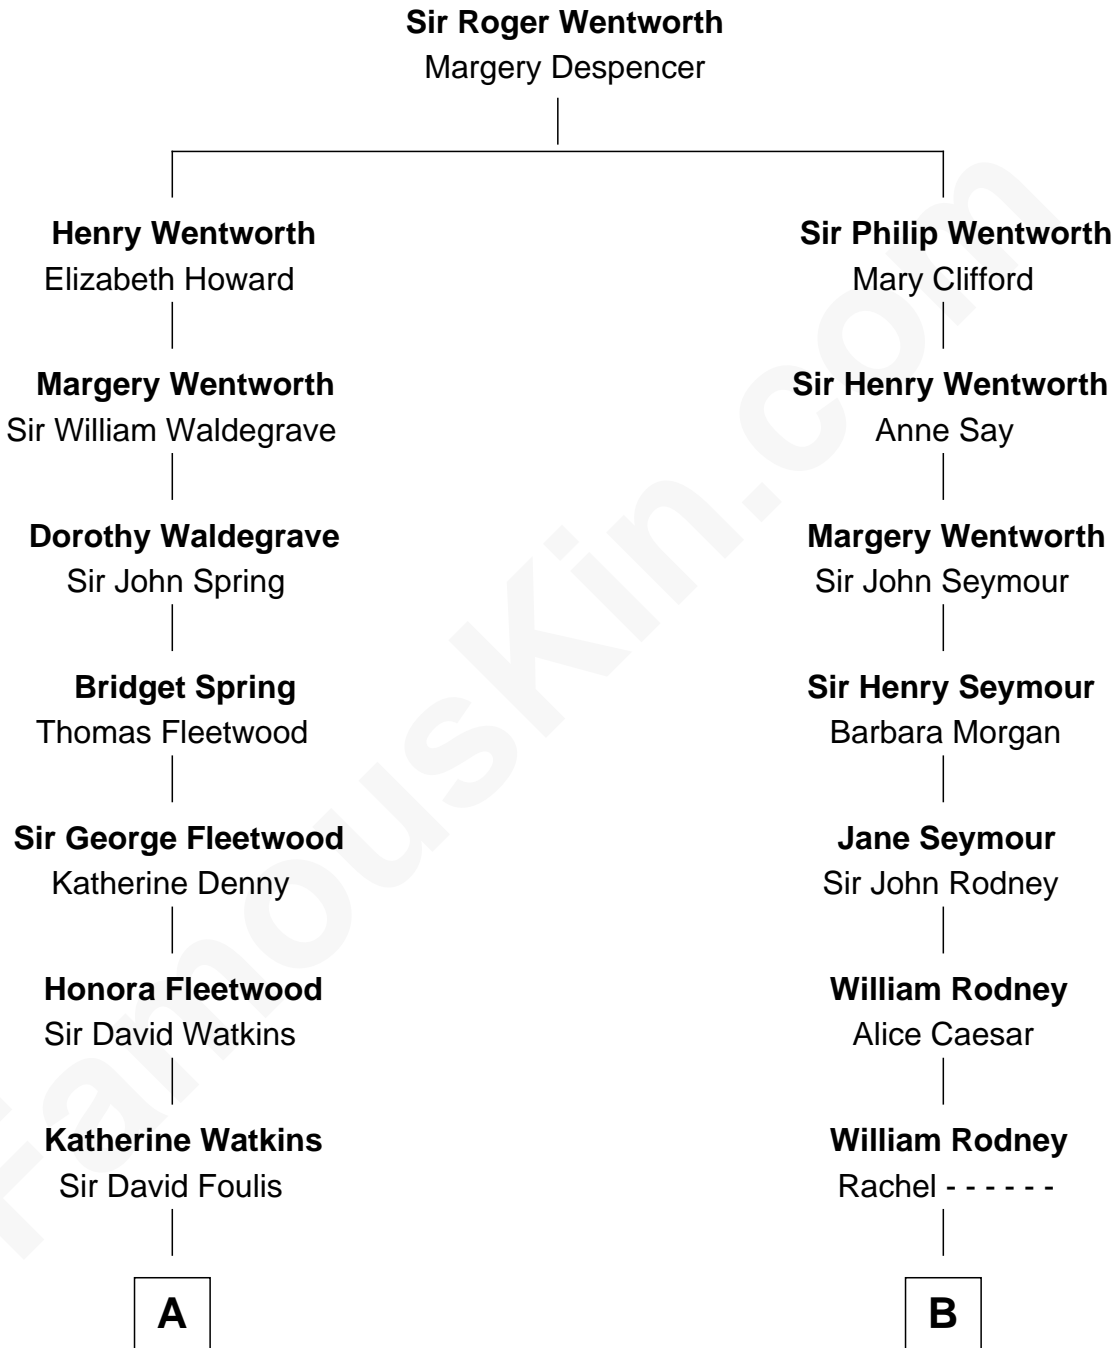 Sir Roger Wentworth
Margery Despencer
Henry Wentworth
Elizabeth Howard
Margery Wentworth
Sir William Waldegrave
Dorothy Waldegrave
Sir John Spring
Bridget Spring
Thomas Fleetwood
Sir George Fleetwood
Katherine Denny
Honora Fleetwood
Sir David Watkins
Katherine Watkins
Sir David Foulis
A
Sir Philip Wentworth
Mary Clifford
Sir Henry Wentworth
Anne Say
Margery Wentworth
Sir John Seymour
Sir Henry Seymour
Barbara Morgan
Jane Seymour
Sir John Rodney
William Rodney
Alice Caesar
William Rodney
Rachel - - - - - -
B
FamousKin.com